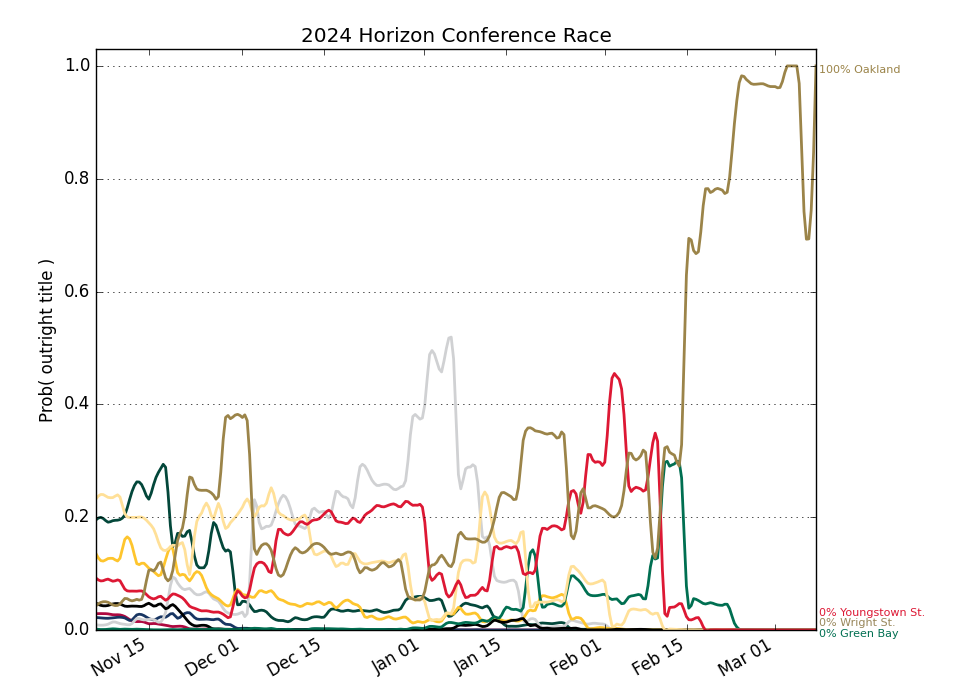 2024 Horizon Conference Race
Prob( outright title )
1.0
0.8
0.6
0.4
0.2
0.0
Nov 15
Dec 01
Dec 15
Jan 01
Jan 15
Feb 01
Feb 15
Mar 01
100% Oakland
0% Youngstown St.
0% Wright St.
0% Green Bay